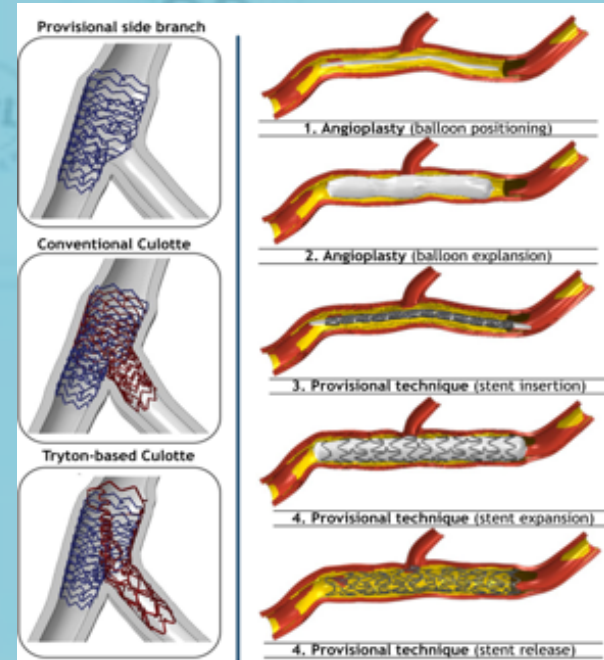 Provisional side branch
Conventional Culotte
Tryton-based Culotte
1. Angioplasty (balloon positioning)
2. Angioplasty (balloon explansion)
3. Provisional technique (stent insertion)
4. Provisional technique (stent expansion)
4. Provisional technique (stent release)